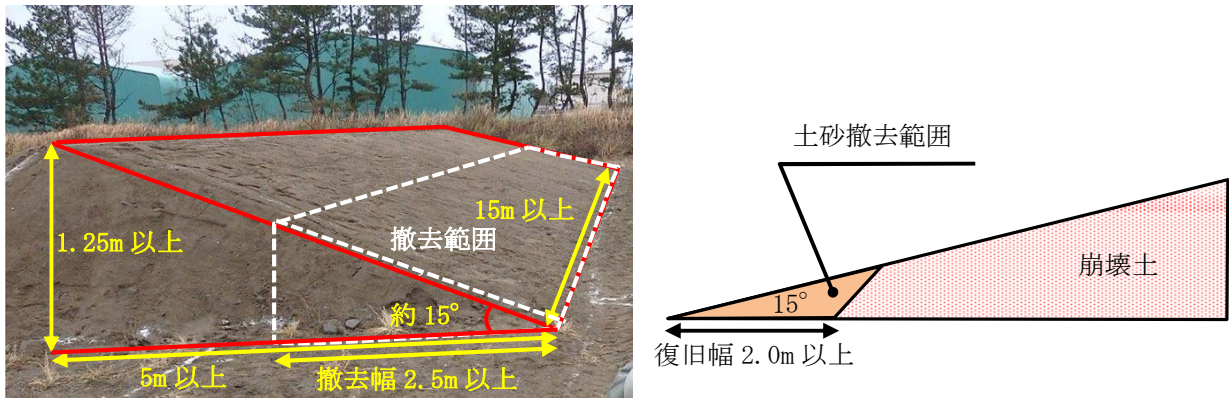 1.25m 以上
撤去範囲
15m 以上
約 15°
5m 以上
撤去幅 2.5m 以上
土砂撤去範囲
崩壊土
15°
復旧幅 2.0m 以上